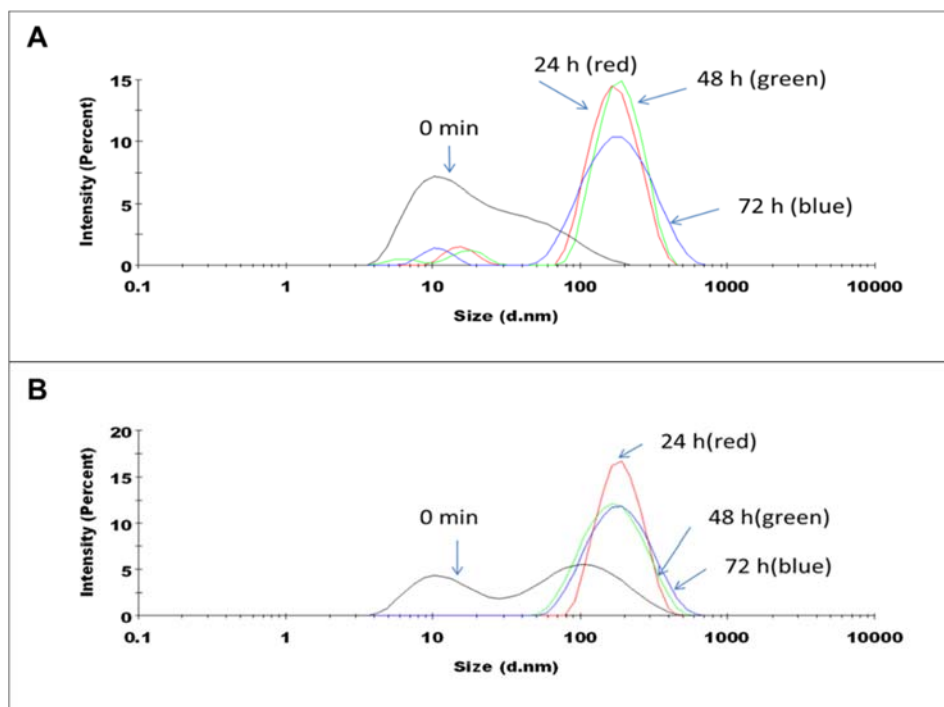 A
24 h (red)
48 h (green)
0 min
72 h (blue)
Intensity (Percent)
15
10
5
0
0.1 1 10 100 1000 10000
Size (d.nm)
B
24 h(red)
0 min
48 h(green)
72 h(blue)
Intensity (Percent)
20
15
10
5
0
0.1 1 10 100 1000 10000
Size (d.nm)